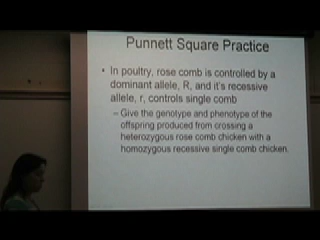 Punnett Square Practice
• In poultry, rose comb is controlled by a
dominant allele, R, and it's recessive
allele, r, controls single comb
– Give the genotype and phenotype of the
offspring produced from crossing a
heterozygous rose comb chicken with a
homozygous recessive single comb chicken.